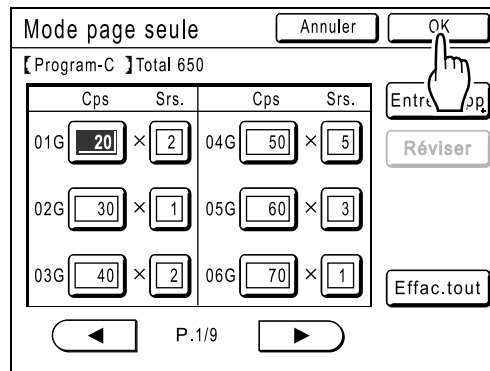 Mode page seule Annuler OK
【Program-C 】Total 650
Cps Srs. Cps Srs.
01G 20 × 2 04G 50 × 5
02G 30 × 1 05G 60 × 3
03G 40 × 2 06G 70 × 1
Réviser
Effac.tout
◀ P.1/9 ▶